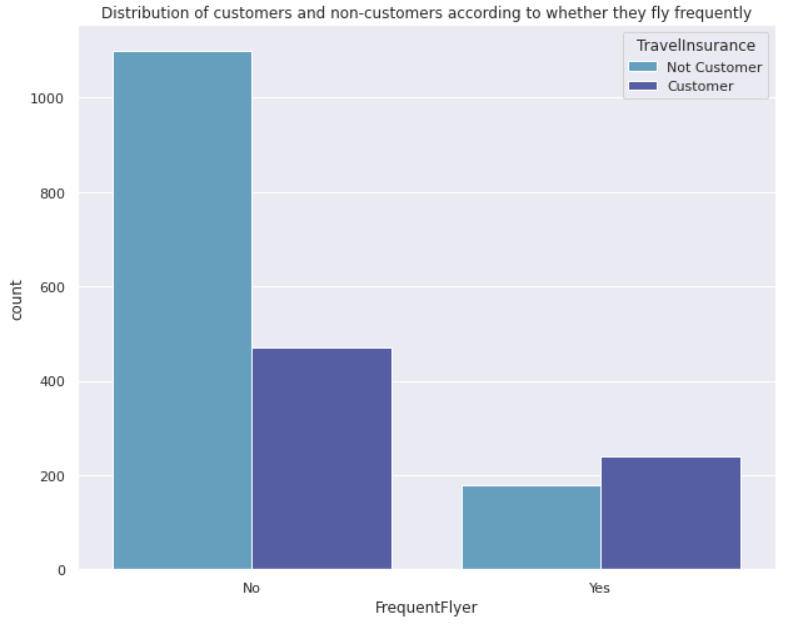 Distribution of customers and non-customers according to whether they fly frequently
TravelInsurance
Not Customer
Customer
1000
800
600
400
200
0
count
No
Yes
FrequentFlyer